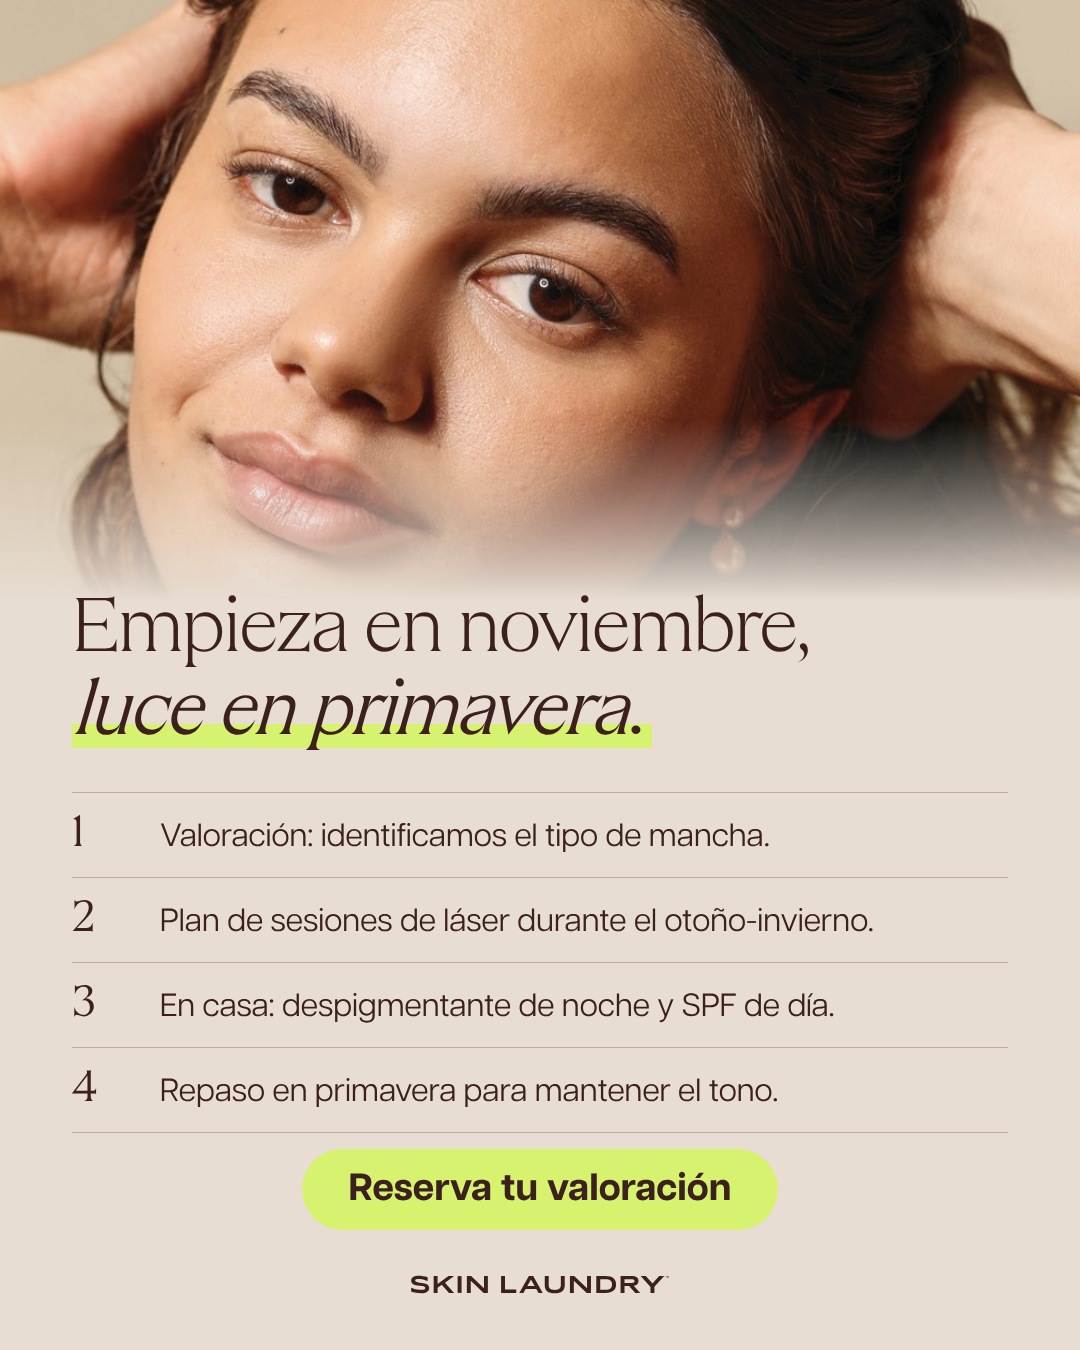 Empieza en noviembre,
luce en primavera.
1 Valoración: identificamos el tipo de mancha.
2 Plan de sesiones de láser durante el otoño-invierno.
3 En casa: despigmentante de noche y SPF de día.
4 Repaso en primavera para mantener el tono.
Reserva tu valoración
SKIN LAUNDRY